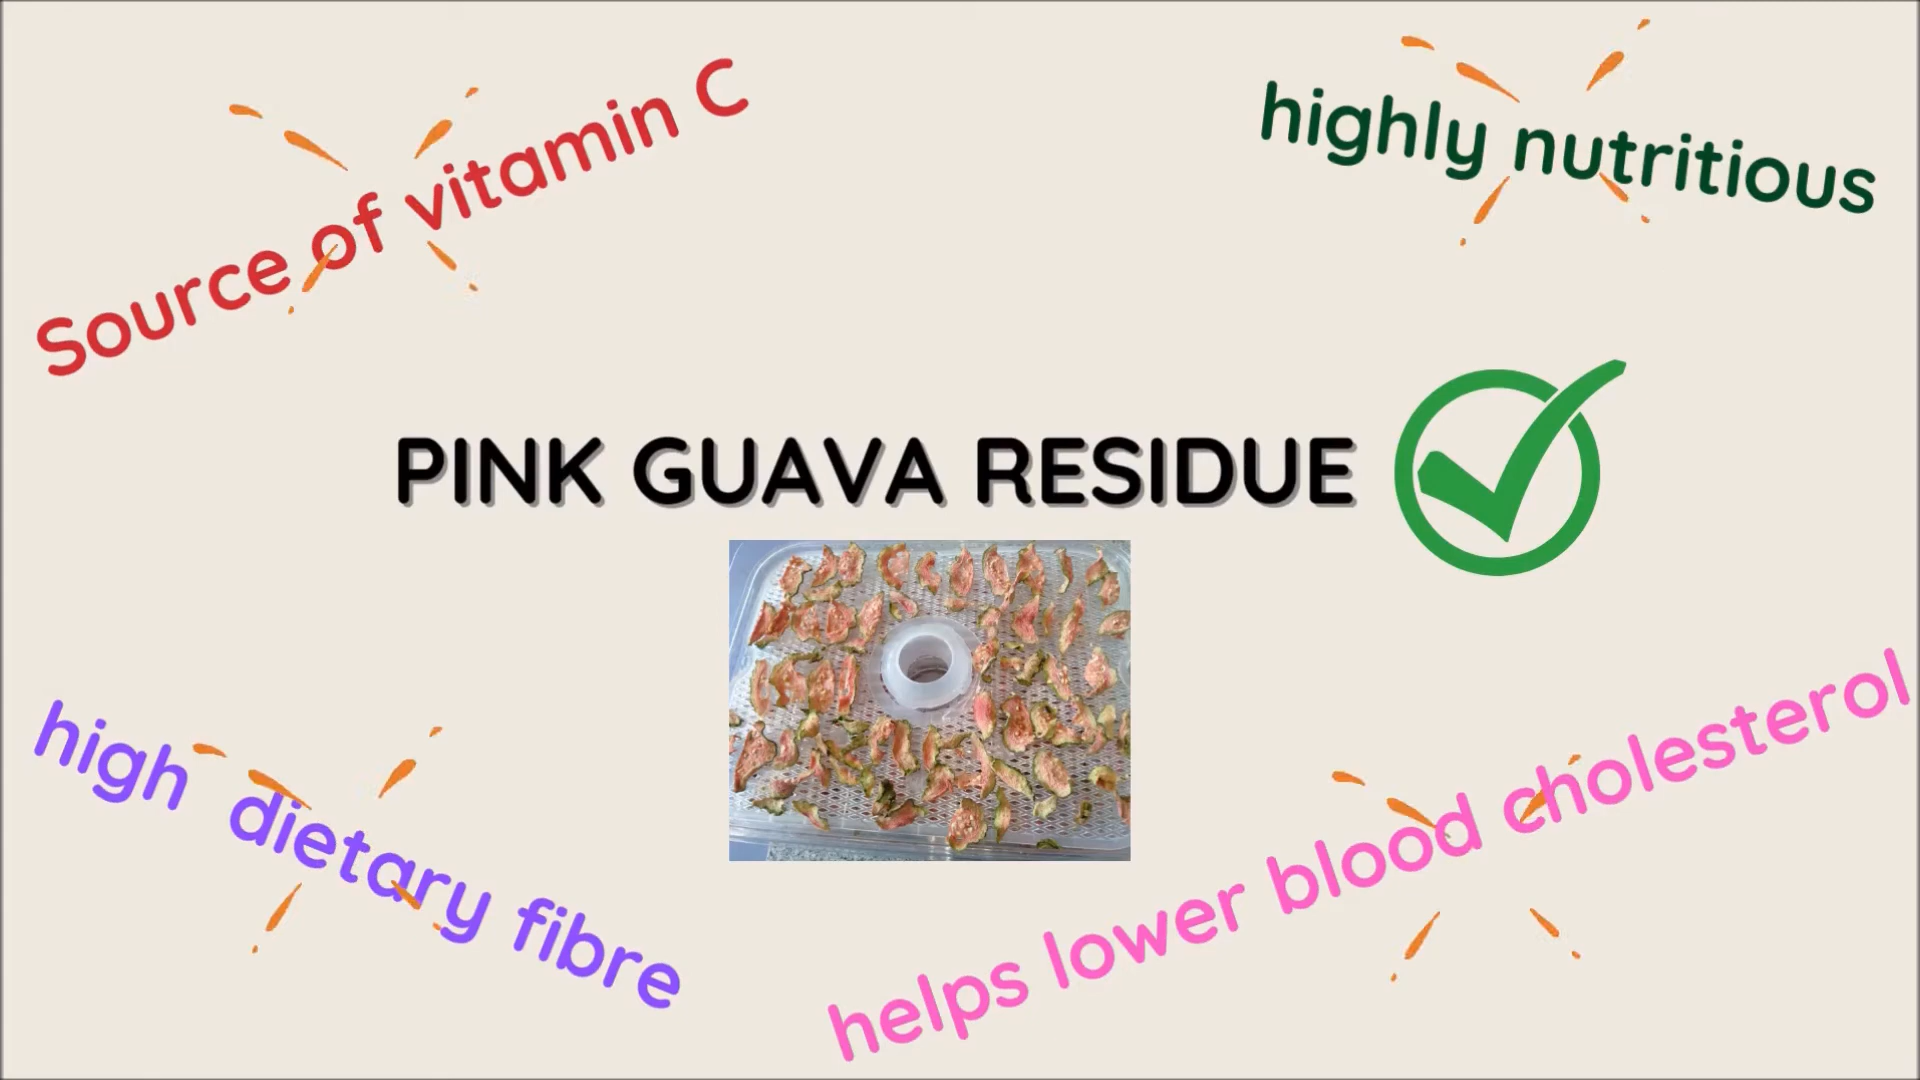 Source of vitamin C
highly nutritious
PINK GUAVA RESIDUE
high dietary fibre
helps lower blood cholesterol